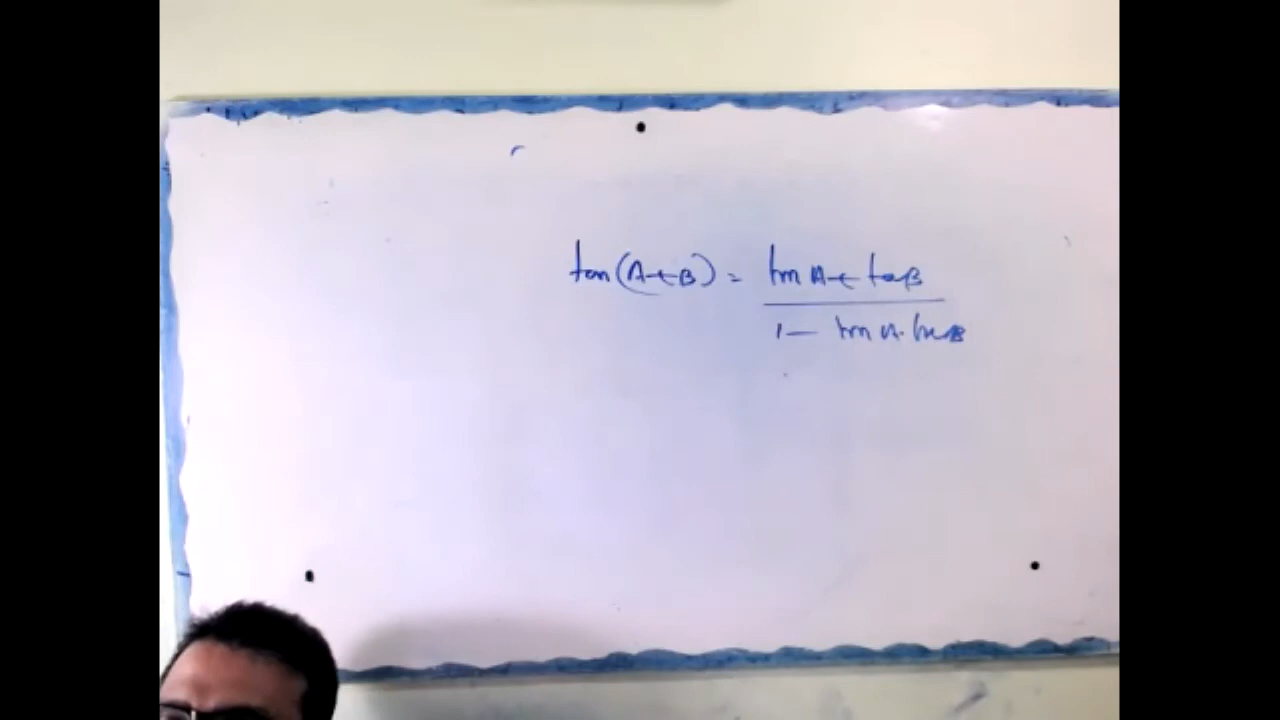 tan(A+B) = tan A + tan B
1 - tan A . tan B